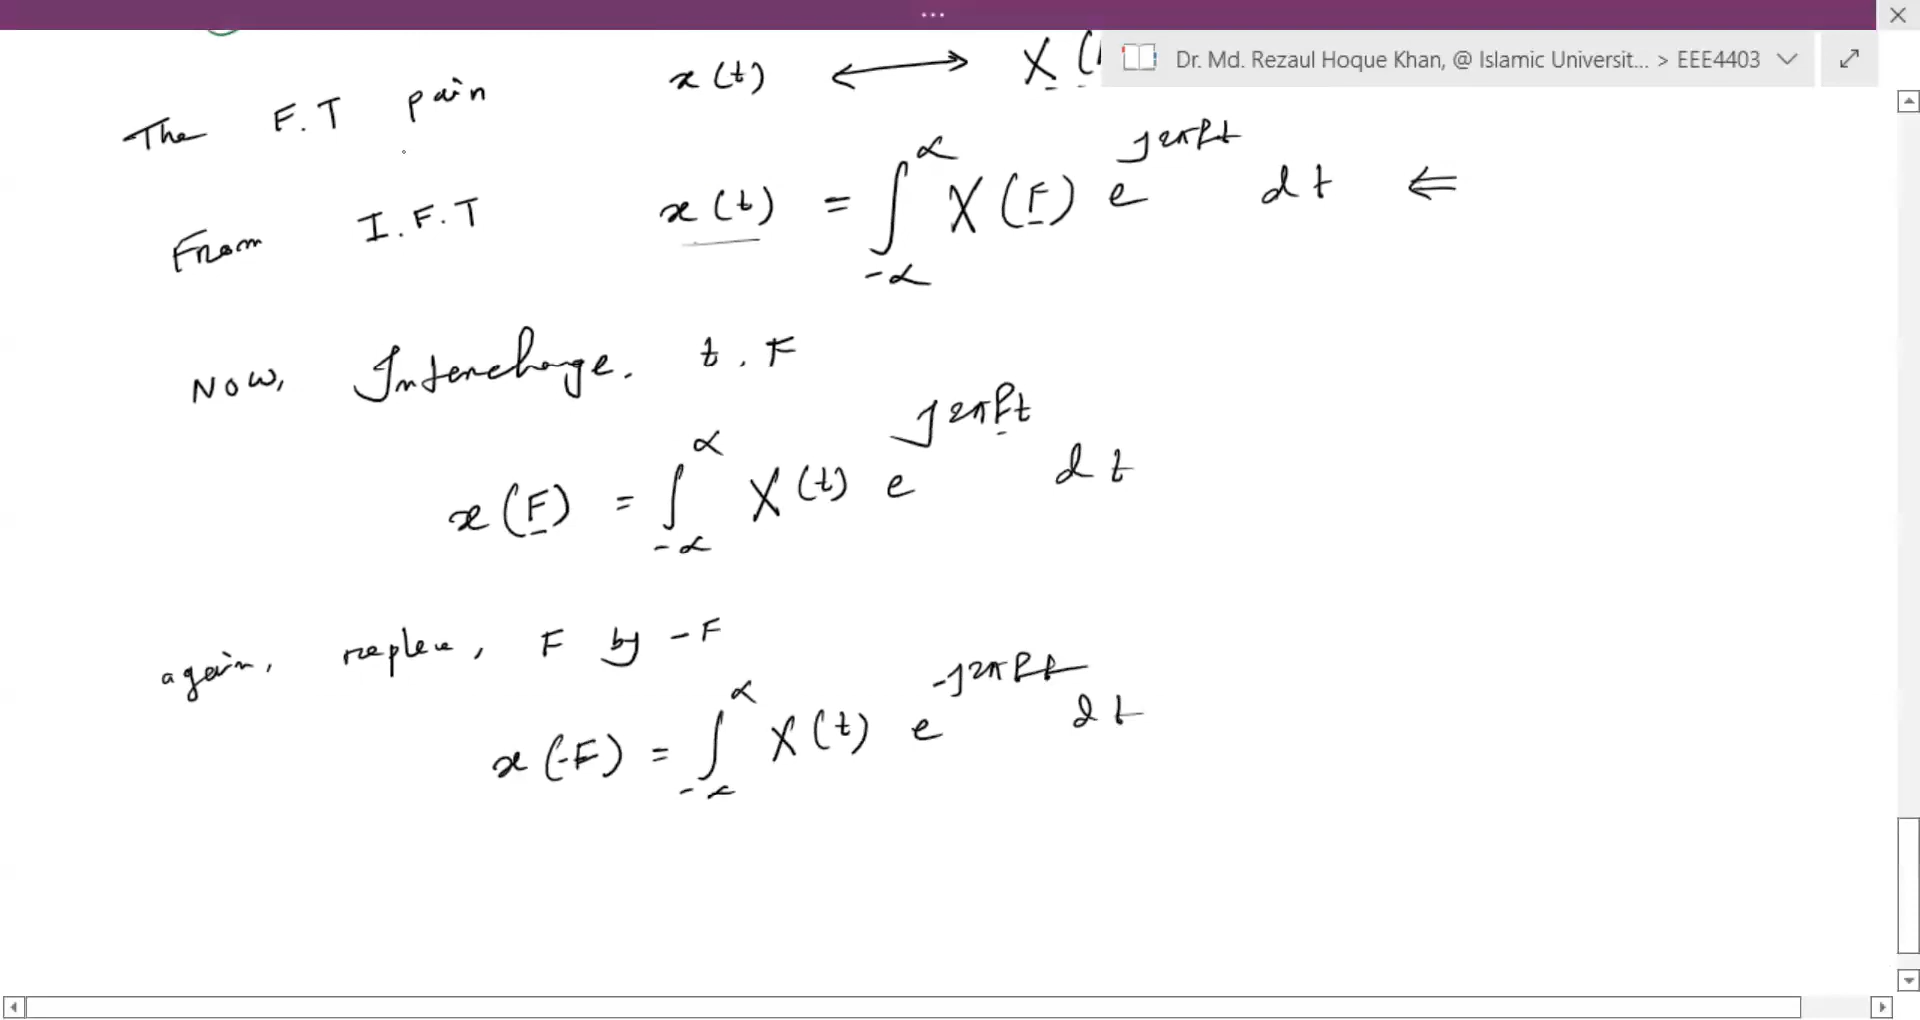 ...
Dr. Md. Rezaul Hoque Khan, @ Islamic Universit... > EEE4403
The F.T pair x(t) ⟷ X(
From I.F.T x(t) = ∫_{-∝}^{∝} X(F) e^{j2πft} dt ⇐
Now, Interchange. t . F
x(F) = ∫_{-∝}^{∝} X(t) e^{j2πft} dt
again, replace, F by -F
x(-F) = ∫_{-∝}^{∝} X(t) e^{-j2πft} dt